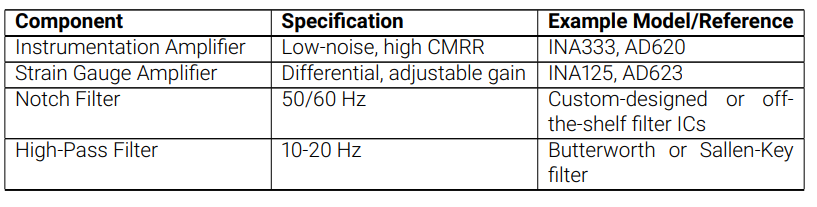 Component Specification Example Model/Reference
Instrumentation Amplifier Low-noise, high CMRR INA333, AD620
Strain Gauge Amplifier Differential, adjustable gain INA125, AD623
Notch Filter 50/60 Hz Custom-designed or off-
the-shelf filter ICs
High-Pass Filter 10-20 Hz Butterworth or Sallen-Key
filter